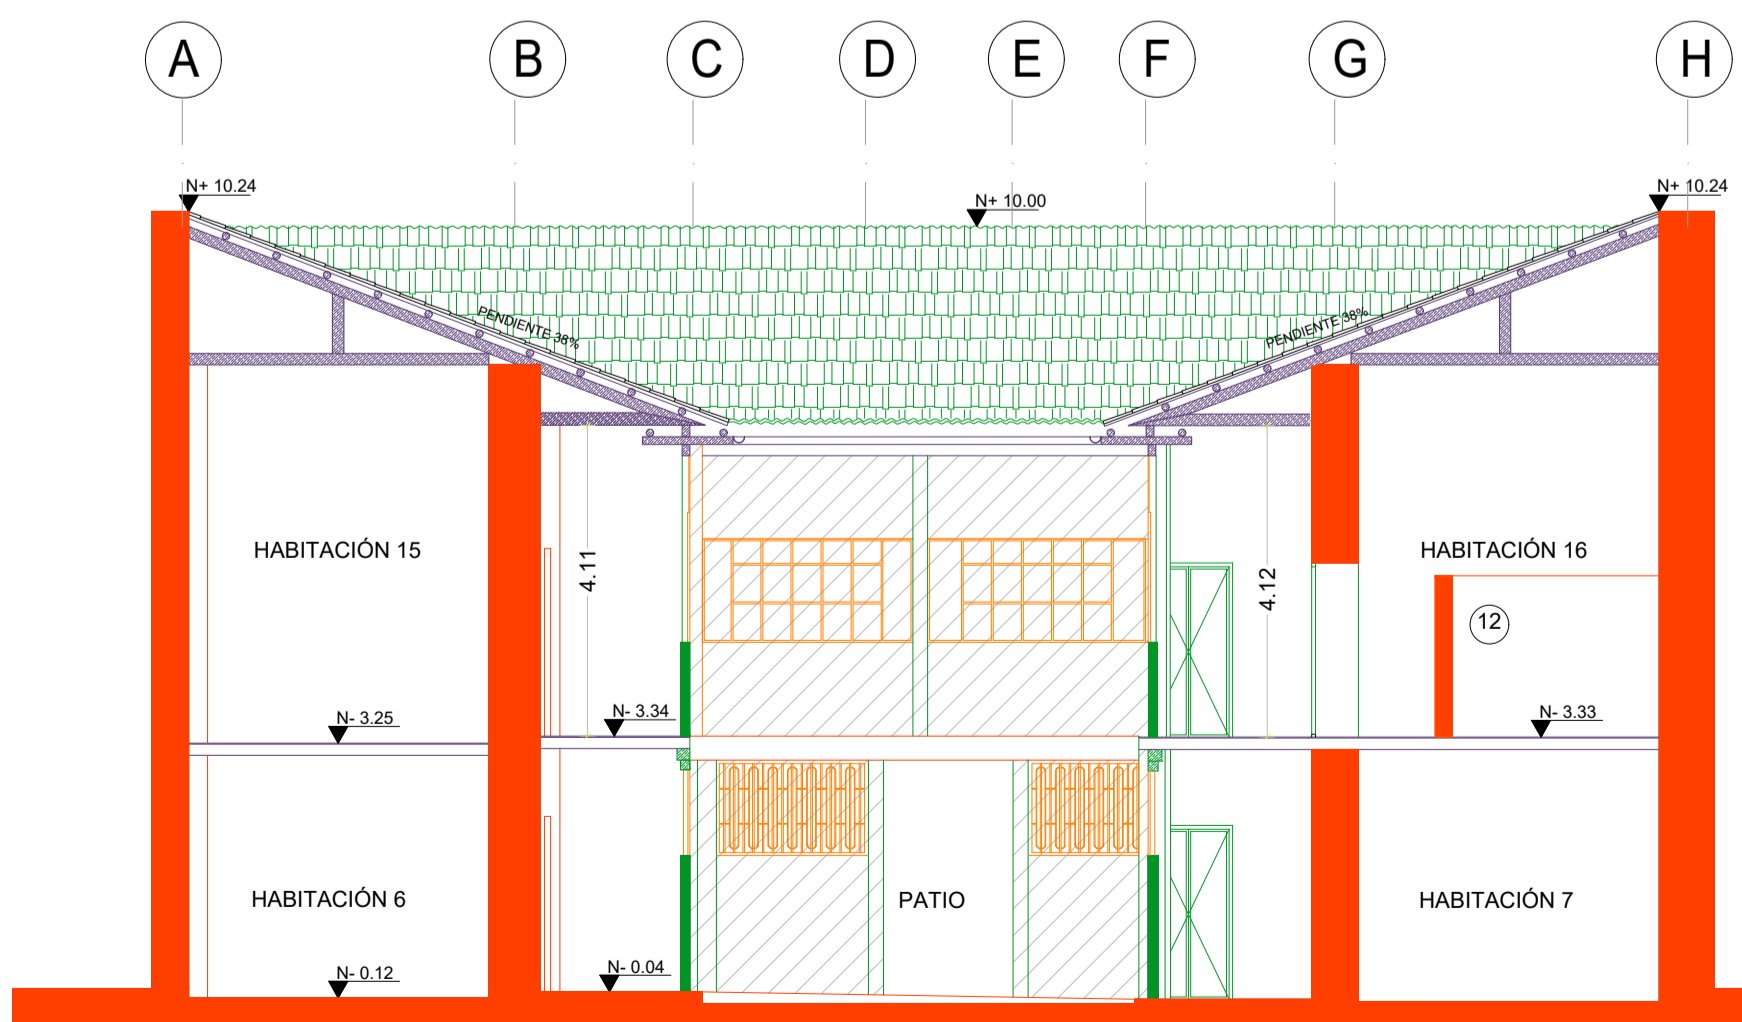 A B C D E F G H
N+ 10.24
N+ 10.00
N+ 10.24
PENDIENTE 38%
PENDIENTE 38%
HABITACIÓN 15
4.11
4.12
HABITACIÓN 16
12
N- 3.25
N- 3.34
N- 3.33
HABITACIÓN 6
PATIO
HABITACIÓN 7
N- 0.12
N- 0.04